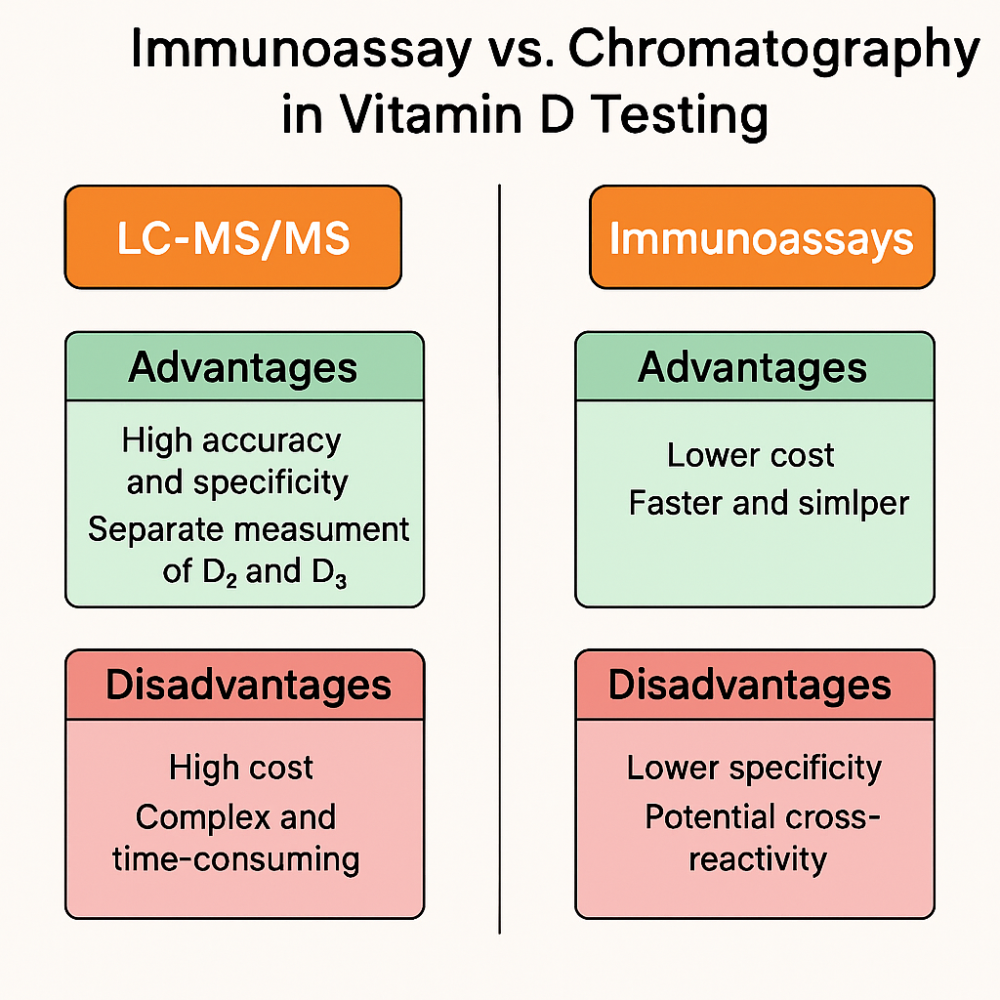 Immunoassay vs. Chromatography
in Vitamin D Testing
LC-MS/MS
Advantages
High accuracy
and specificity
Separate measument
of D₂ and D₃
Disadvantages
High cost
Complex and
time-consuming
Immunoassays
Advantages
Lower cost
Faster and simlper
Disadvantages
Lower specificity
Potential cross-
reactivity